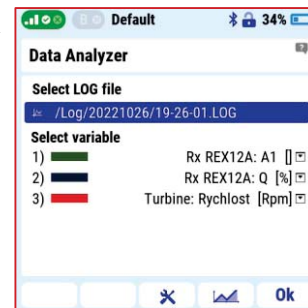 B Default 34%
Data Analyzer
Select LOG file
/Log/20221026/19-26-01.LOG
Select variable
1) Rx REX12A: A1 []
2) Rx REX12A: Q [%]
3) Turbine: Rychlost [Rpm]
Ok